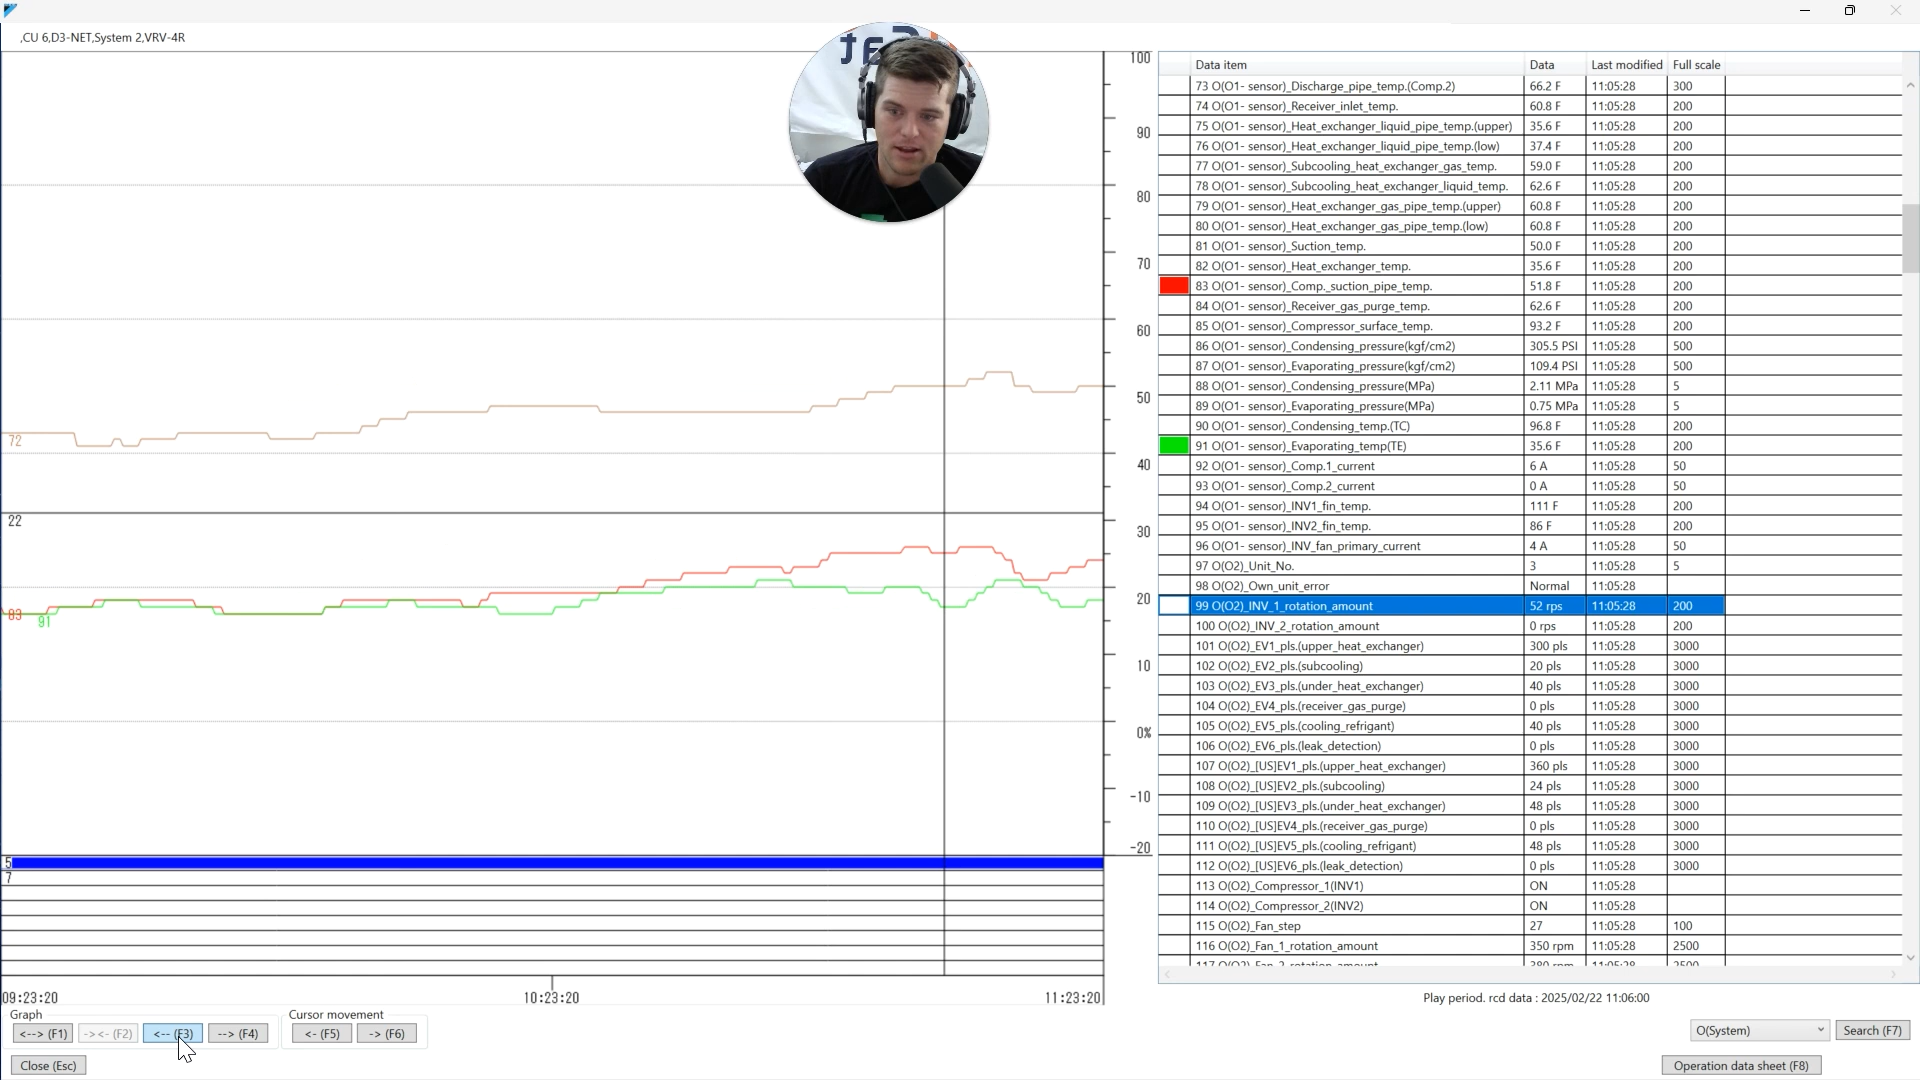 ,CU 6,D3-NET,System 2,VRV-4R
Data item Data Last modified Full scale
73 O(O1- sensor)_Discharge_pipe_temp.(Comp.2) 66.2 F 11:05:28 300
74 O(O1- sensor)_Receiver_inlet_temp. 60.8 F 11:05:28 200
75 O(O1- sensor)_Heat_exchanger_liquid_pipe_temp.(upper) 35.6 F 11:05:28 200
76 O(O1- sensor)_Heat_exchanger_liquid_pipe_temp.(low) 37.4 F 11:05:28 200
77 O(O1- sensor)_Subcooling_heat_exchanger_gas_temp. 59.0 F 11:05:28 200
78 O(O1- sensor)_Subcooling_heat_exchanger_liquid_temp. 62.6 F 11:05:28 200
79 O(O1- sensor)_Heat_exchanger_gas_pipe_temp.(upper) 60.8 F 11:05:28 200
80 O(O1- sensor)_Heat_exchanger_gas_pipe_temp.(low) 60.8 F 11:05:28 200
81 O(O1- sensor)_Suction_temp. 50.0 F 11:05:28 200
82 O(O1- sensor)_Heat_exchanger_temp. 35.6 F 11:05:28 200
83 O(O1- sensor)_Comp._suction_pipe_temp. 51.8 F 11:05:28 200
84 O(O1- sensor)_Receiver_gas_purge_temp. 62.6 F 11:05:28 200
85 O(O1- sensor)_Compressor_surface_temp. 93.2 F 11:05:28 200
86 O(O1- sensor)_Condensing_pressure(kgf/cm2) 305.5 PSI 11:05:28 500
87 O(O1- sensor)_Evaporating_pressure(kgf/cm2) 109.4 PSI 11:05:28 500
88 O(O1- sensor)_Condensing_pressure(MPa) 2.11 MPa 11:05:28 5
89 O(O1- sensor)_Evaporating_pressure(MPa) 0.75 MPa 11:05:28 5
90 O(O1- sensor)_Condensing_temp.(TC) 96.8 F 11:05:28 200
91 O(O1- sensor)_Evaporating_temp(TE) 35.6 F 11:05:28 200
92 O(O1- sensor)_Comp.1_current 6 A 11:05:28 50
93 O(O1- sensor)_Comp.2_current 0 A 11:05:28 50
94 O(O1- sensor)_INV1_fin_temp. 111 F 11:05:28 200
95 O(O1- sensor)_INV2_fin_temp. 86 F 11:05:28 200
96 O(O1- sensor)_INV_fan_primary_current 4 A 11:05:28 50
97 O(O2)_Unit_No. 3 11:05:28 5
98 O(O2)_Own_unit_error Normal 11:05:28
99 O(O2)_INV_1_rotation_amount 52 rps 11:05:28 200
100 O(O2)_INV_2_rotation_amount 0 rps 11:05:28 200
101 O(O2)_EV1_pls.(upper_heat_exchanger) 300 pls 11:05:28 3000
102 O(O2)_EV2_pls.(subcooling) 20 pls 11:05:28 3000
103 O(O2)_EV3_pls.(under_heat_exchanger) 40 pls 11:05:28 3000
104 O(O2)_EV4_pls.(receiver_gas_purge) 0 pls 11:05:28 3000
105 O(O2)_EV5_pls.(cooling_refrigant) 40 pls 11:05:28 3000
106 O(O2)_EV6_pls.(leak_detection) 0 pls 11:05:28 3000
107 O(O2)_[US]EV1_pls.(upper_heat_exchanger) 360 pls 11:05:28 3000
108 O(O2)_[US]EV2_pls.(subcooling) 24 pls 11:05:28 3000
109 O(O2)_[US]EV3_pls.(under_heat_exchanger) 48 pls 11:05:28 3000
110 O(O2)_[US]EV4_pls.(receiver_gas_purge) 0 pls 11:05:28 3000
111 O(O2)_[US]EV5_pls.(cooling_refrigant) 48 pls 11:05:28 3000
112 O(O2)_[US]EV6_pls.(leak_detection) 0 pls 11:05:28 3000
113 O(O2)_Compressor_1(INV1) ON 11:05:28
114 O(O2)_Compressor_2(INV2) ON 11:05:28
115 O(O2)_Fan_step 27 11:05:28 100
116 O(O2)_Fan_1_rotation_amount 350 rpm 11:05:28 2500
117 O(O2)_Fan_2_rotation_amount 380 rpm 11:05:28 2500
100
90
80
70
60
50
40
30
20
10
0%
-10
-20
72
22
83
91
5
7
09:23:20 10:23:20 11:23:20
Play period. rcd data : 2025/02/22 11:06:00
Graph Cursor movement
<--> (F1) -><- (F2) <-- (F3) --> (F4) <- (F5) -> (F6)
O(System) Search (F7)
Close (Esc) Operation data sheet (F8)